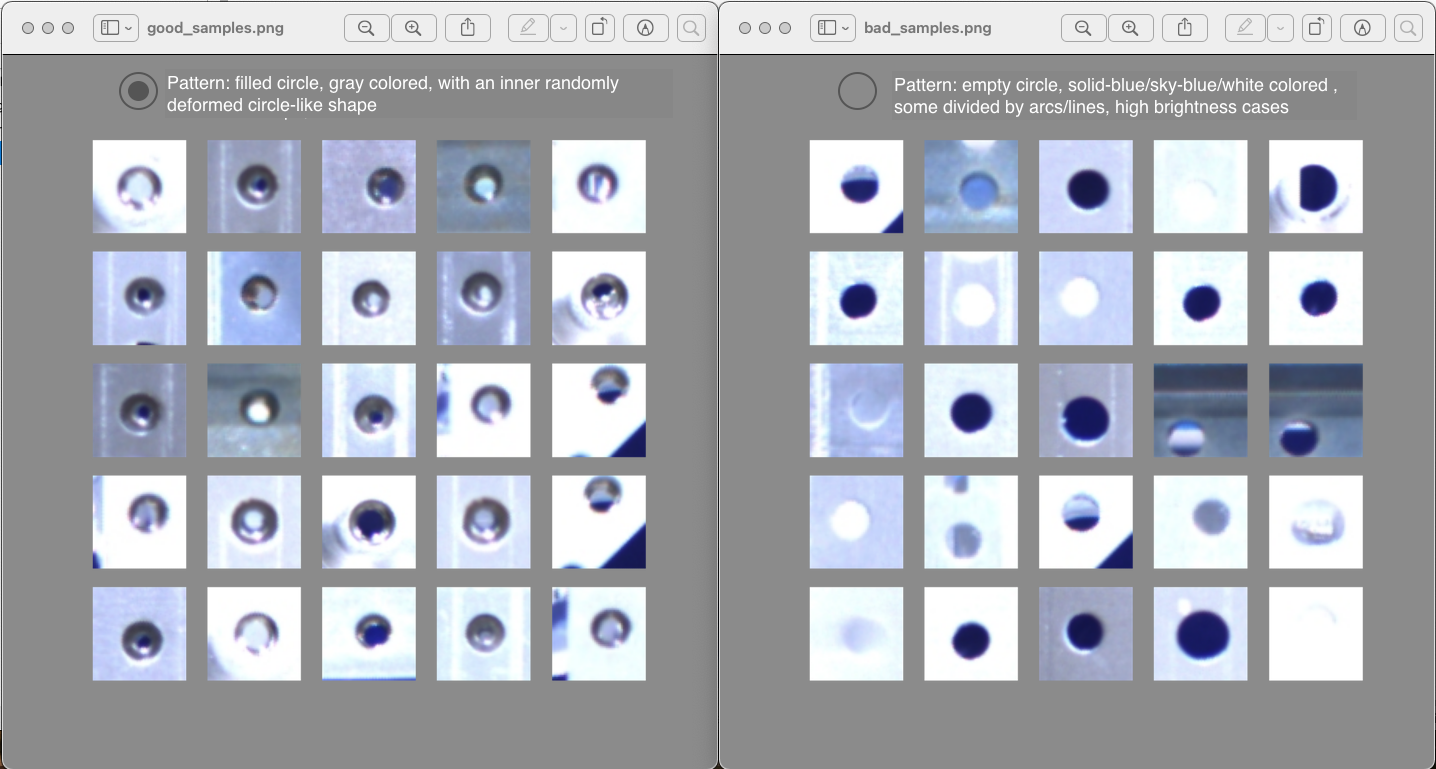 good_samples.png
Pattern: filled circle, gray colored, with an inner randomly
deformed circle-like shape
bad_samples.png
Pattern: empty circle, solid-blue/sky-blue/white colored ,
some divided by arcs/lines, high brightness cases